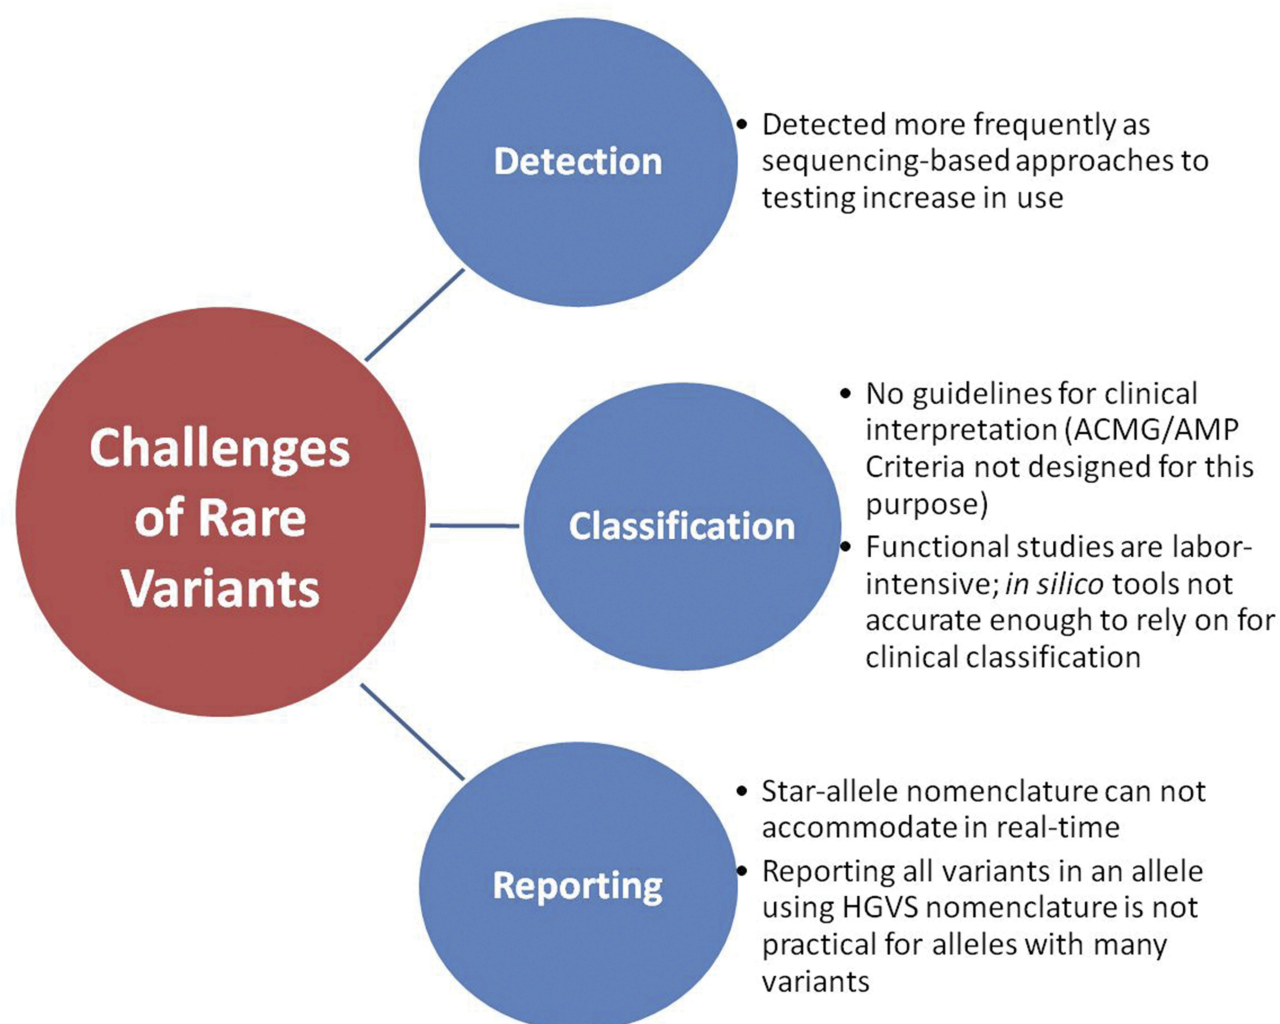 Detection
• Detected more frequently as
sequencing-based approaches to
testing increase in use
Challenges
of Rare
Variants
Classification
• No guidelines for clinical
interpretation (ACMG/AMP
Criteria not designed for this
purpose)
• Functional studies are labor-
intensive; in silico tools not
accurate enough to rely on for
clinical classification
Reporting
• Star-allele nomenclature can not
accommodate in real-time
• Reporting all variants in an allele
using HGVS nomenclature is not
practical for alleles with many
variants